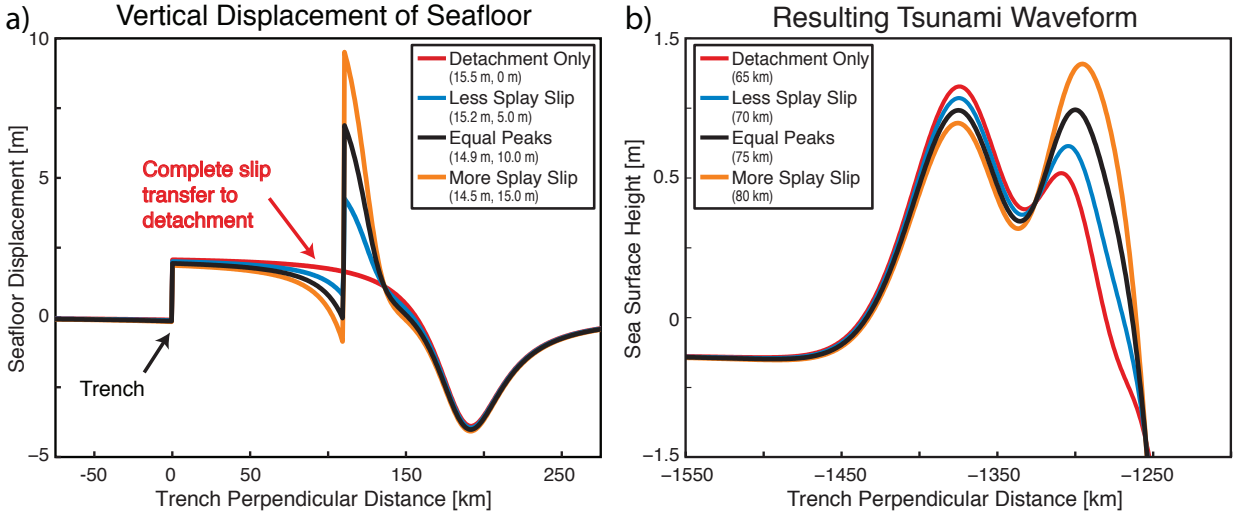 a)
Vertical Displacement of Seafloor
10
5
0
−5
Seafloor Displacement [m]
Detachment Only
(15.5 m, 0 m)
Less Splay Slip
(15.2 m, 5.0 m)
Equal Peaks
(14.9 m, 10.0 m)
More Splay Slip
(14.5 m, 15.0 m)
Complete slip
transfer to
detachment
Trench
-50
0
50
100
150
200
250
Trench Perpendicular Distance [km]
b)
Resulting Tsunami Waveform
1.5
0.5
0
−1.5
Sea Surface Height [m]
Detachment Only
(65 km)
Less Splay Slip
(70 km)
Equal Peaks
(75 km)
More Splay Slip
(80 km)
−1550
−1450
−1350
−1250
Trench Perpendicular Distance [km]